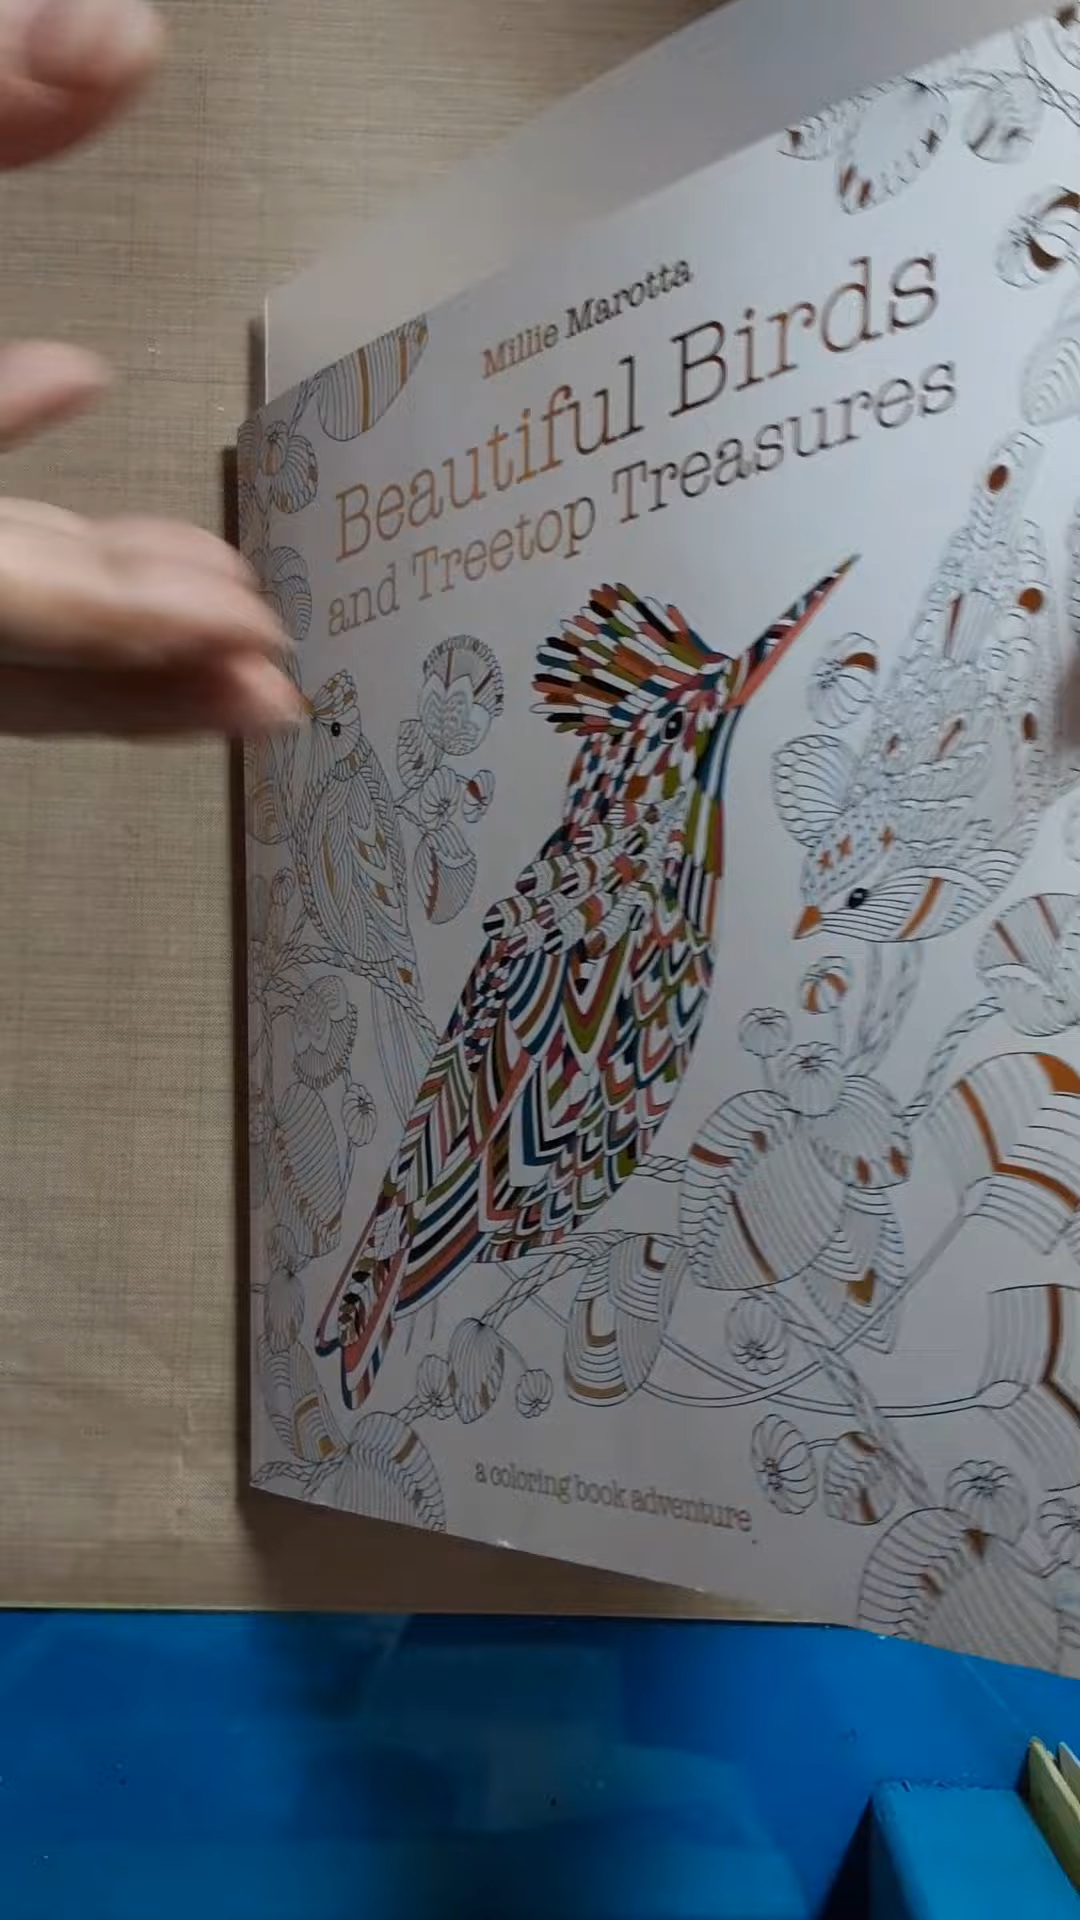 Millie Marotta
Beautiful Birds
and Treetop Treasures
a coloring book adventure